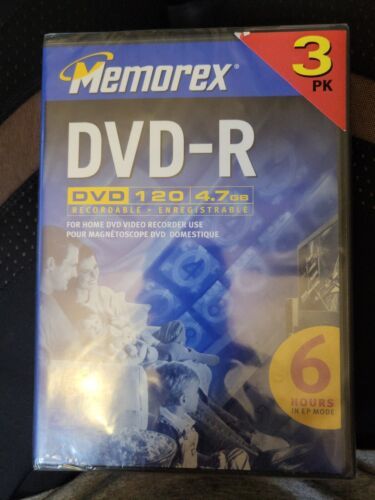 Memorex®
3
PK
DVD-R
DVD 120 4.7GB
RECORDABLE • ENREGISTRABLE
FOR HOME DVD VIDEO RECORDER USE
POUR MAGNÉTOSCOPE DVD DOMESTIQUE
6
HOURS
IN EP MODE